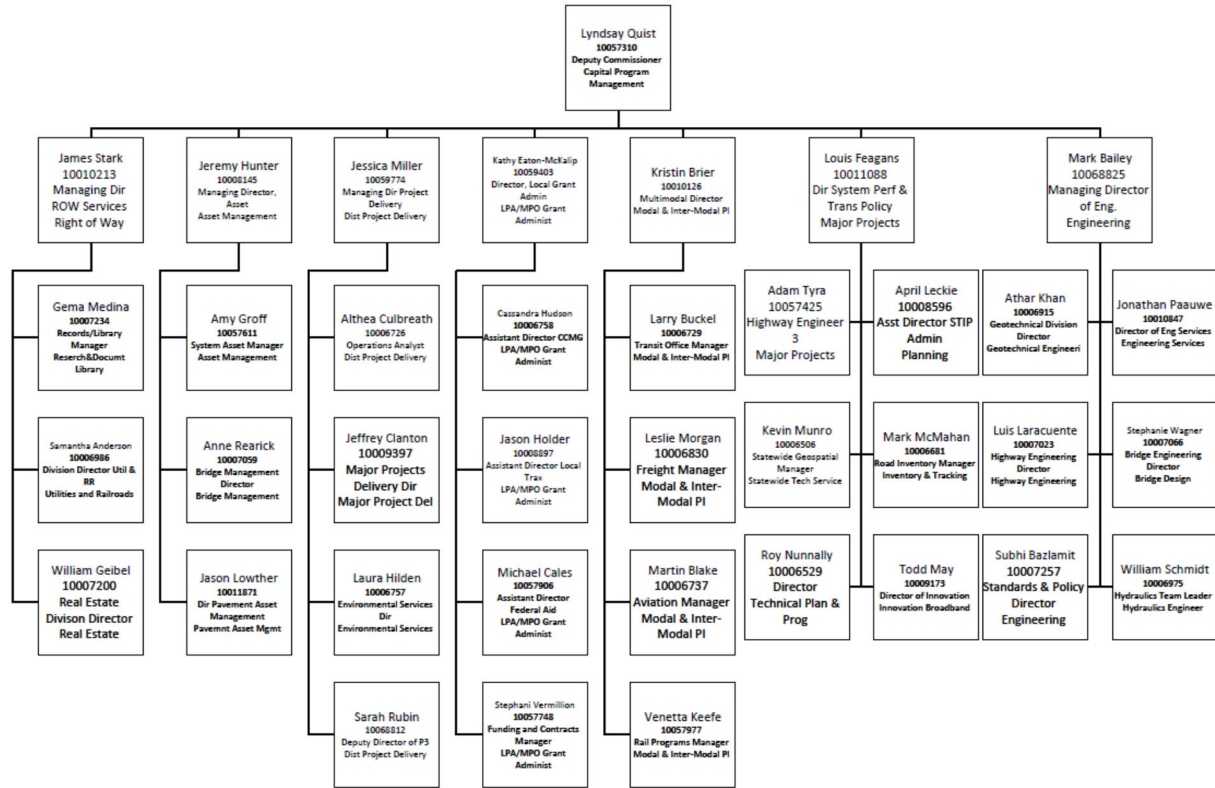 Lyndsay Quist
10057310
Deputy Commissioner
Capital Program
Management
James Stark
10010213
Managing Dir
ROW Services
Right of Way
Jeremy Hunter
10008145
Managing Director,
Asset
Asset Management
Jessica Miller
10059774
Managing Dir Project
Delivery
Dist Project Delivery
Kathy Eaton-McKalip
10059403
Director, Local Grant
Admin
LPA/MPO Grant
Administ
Kristin Brier
10010126
Multimodal Director
Modal & Inter-Modal Pl
Louis Feagans
10011088
Dir System Perf &
Trans Policy
Major Projects
Mark Bailey
10068825
Managing Director
of Eng.
Engineering
Gema Medina
10007234
Records/Library
Manager
Reserch&Documt
Library
Amy Groff
10057611
System Asset Manager
Asset Management
Althea Culbreath
10006726
Operations Analyst
Dist Project Delivery
Cassandra Hudson
10006758
Assistant Director CCMG
LPA/MPO Grant
Administ
Larry Buckel
10006729
Transit Office Manager
Modal & Inter-Modal Pl
Adam Tyra
10057425
Highway Engineer
3
Major Projects
April Leckie
10008596
Asst Director STIP
Admin
Planning
Athar Khan
10006915
Geotechnical Division
Director
Geotechnical Engineeri
Jonathan Paauwe
10010847
Director of Eng Services
Engineering Services
Samantha Anderson
10006986
Division Director Util &
RR
Utilities and Railroads
Anne Rearick
10007059
Bridge Management
Director
Bridge Management
Jeffrey Clanton
10009397
Major Projects
Delivery Dir
Major Project Del
Jason Holder
10008897
Assistant Director Local
Trax
LPA/MPO Grant
Administ
Leslie Morgan
10006830
Freight Manager
Modal & Inter-
Modal Pl
Kevin Munro
10006506
Statewide Geospatial
Manager
Statewide Tech Service
Mark McMahan
10006681
Road Inventory Manager
Inventory & Tracking
Luis Laracuente
10007023
Highway Engineering
Director
Highway Engineering
Stephanie Wagner
10007066
Bridge Engineering
Director
Bridge Design
William Geibel
10007200
Real Estate
Divison Director
Real Estate
Jason Lowther
10011871
Dir Pavement Asset
Management
Pavemnt Asset Mgmt
Laura Hilden
10006757
Environmental Services
Dir
Environmental Services
Michael Cales
10057906
Assistant Director
Federal Aid
LPA/MPO Grant
Administ
Martin Blake
10006737
Aviation Manager
Modal & Inter-
Modal Pl
Roy Nunnally
10006529
Director
Technical Plan &
Prog
Todd May
10009173
Director of Innovation
Innovation Broadband
Subhi Bazlamit
10007257
Standards & Policy
Director
Engineering
William Schmidt
10006975
Hydraulics Team Leader
Hydraulics Engineer
Sarah Rubin
10068812
Deputy Director of P3
Dist Project Delivery
Stephani Vermillion
10057748
Funding and Contracts
Manager
LPA/MPO Grant
Administ
Venetta Keefe
10057977
Rail Programs Manager
Modal & Inter-Modal Pl